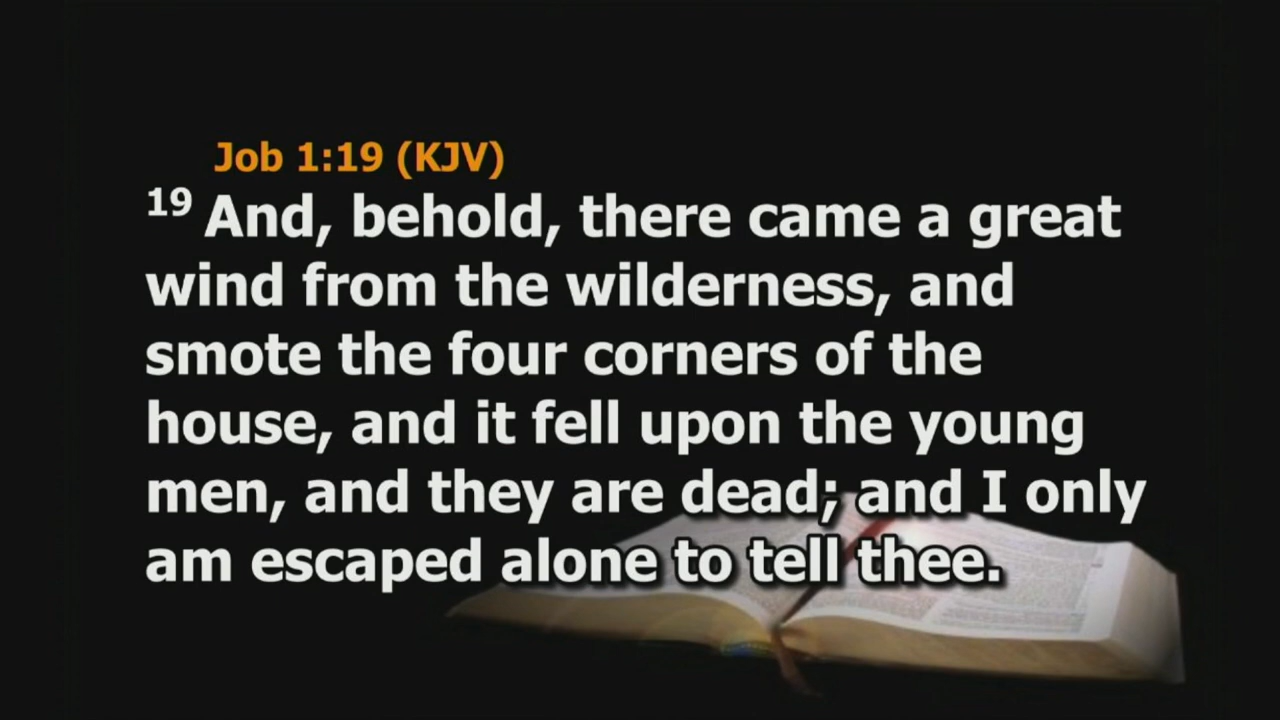 Job 1:19 (KJV)
19 And, behold, there came a great
wind from the wilderness, and
smote the four corners of the
house, and it fell upon the young
men, and they are dead; and I only
am escaped alone to tell thee.